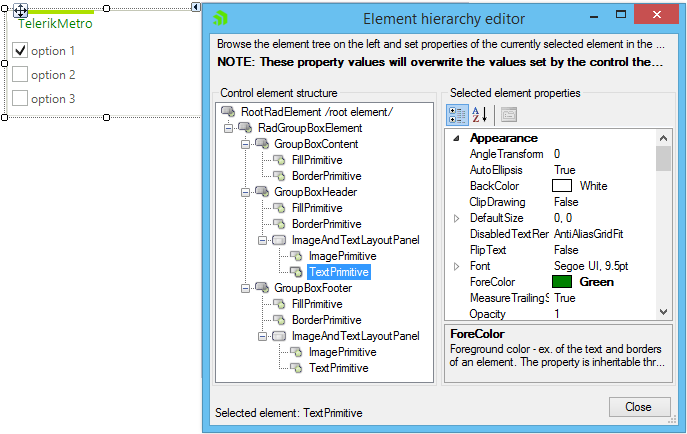 TelerikMetro
option 1
option 2
option 3
Element hierarchy editor
Browse the element tree on the left and set properties of the currently selected element in the ...
NOTE: These property values will overwrite the values set by the control the...
Control element structure
RootRadElement /root element/
RadGroupBoxElement
GroupBoxContent
FillPrimitive
BorderPrimitive
GroupBoxHeader
FillPrimitive
BorderPrimitive
ImageAndTextLayoutPanel
ImagePrimitive
TextPrimitive
GroupBoxFooter
FillPrimitive
BorderPrimitive
ImageAndTextLayoutPanel
ImagePrimitive
TextPrimitive
Selected element properties
Appearance
AngleTransform 0
AutoEllipsis True
BackColor White
ClipDrawing False
DefaultSize 0, 0
DisabledTextRen AntiAliasGridFit
FlipText False
Font Segoe UI, 9.5pt
ForeColor Green
MeasureTrailingS True
Opacity 1
ForeColor
Foreground color - ex. of the text and borders
of an element. The property is inheritable thr...
Selected element: TextPrimitive
Close